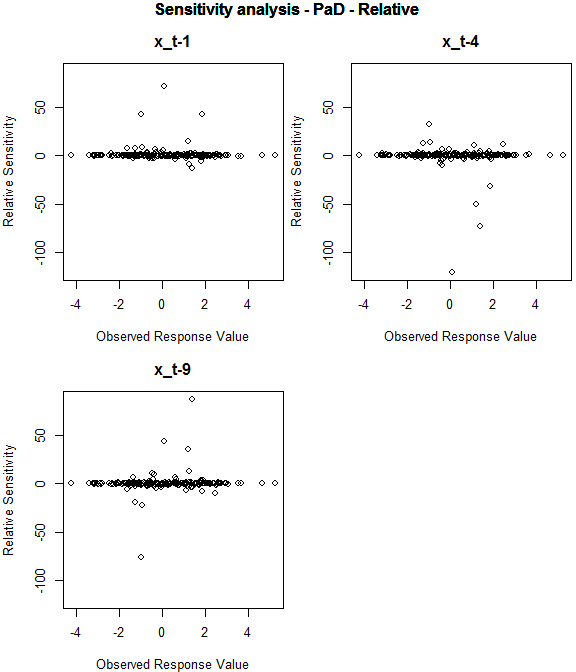 Sensitivity analysis - PaD - Relative
x_t-1
Relative Sensitivity
50
0
-50
-100
-4 -2 0 2 4
Observed Response Value
x_t-4
Relative Sensitivity
50
0
-50
-100
-4 -2 0 2 4
Observed Response Value
x_t-9
Relative Sensitivity
50
0
-50
-100
-4 -2 0 2 4
Observed Response Value